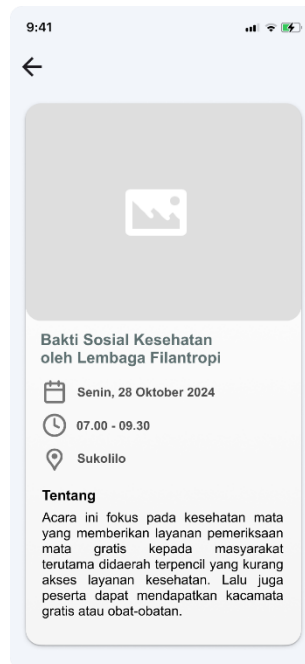 9:41
Bakti Sosial Kesehatan
oleh Lembaga Filantropi
Senin, 28 Oktober 2024
07.00 - 09.30
Sukolilo
Tentang
Acara ini fokus pada kesehatan mata
yang memberikan layanan pemeriksaan
mata gratis kepada masyarakat
terutama didaerah terpencil yang kurang
akses layanan kesehatan. Lalu juga
peserta dapat mendapatkan kacamata
gratis atau obat-obatan.